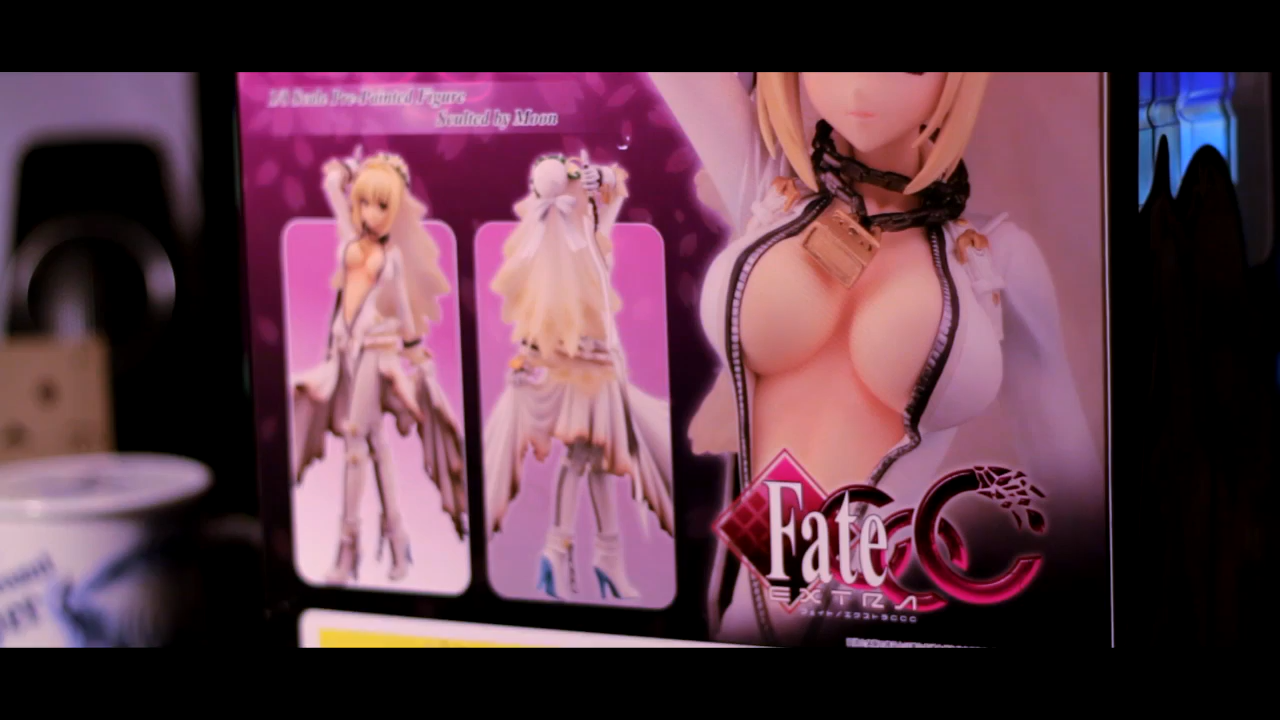 1/8 Scale Pre-Painted Figure
Sculted by Moon
Fate
EXTRA
CCC
フェイト/エクストラCCC